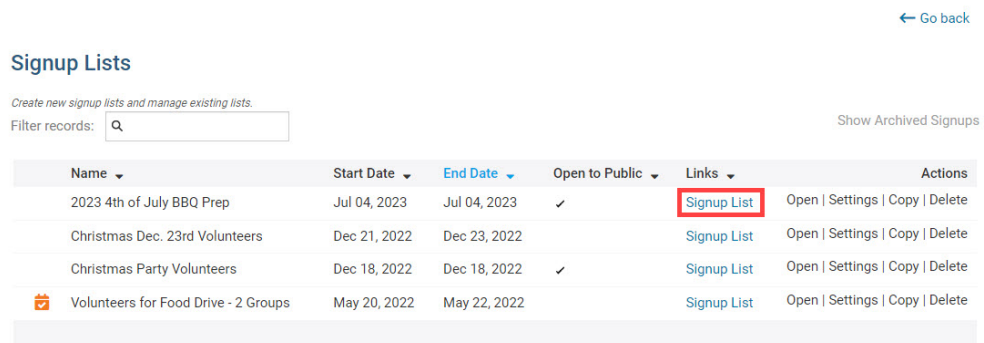 ← Go back
Signup Lists
Create new signup lists and manage existing lists.
Filter records:
Show Archived Signups
Name Start Date End Date Open to Public Links Actions
2023 4th of July BBQ Prep Jul 04, 2023 Jul 04, 2023 ✓ Signup List Open | Settings | Copy | Delete
Christmas Dec. 23rd Volunteers Dec 21, 2022 Dec 23, 2022 Signup List Open | Settings | Copy | Delete
Christmas Party Volunteers Dec 18, 2022 Dec 18, 2022 ✓ Signup List Open | Settings | Copy | Delete
Volunteers for Food Drive - 2 Groups May 20, 2022 May 22, 2022 Signup List Open | Settings | Copy | Delete